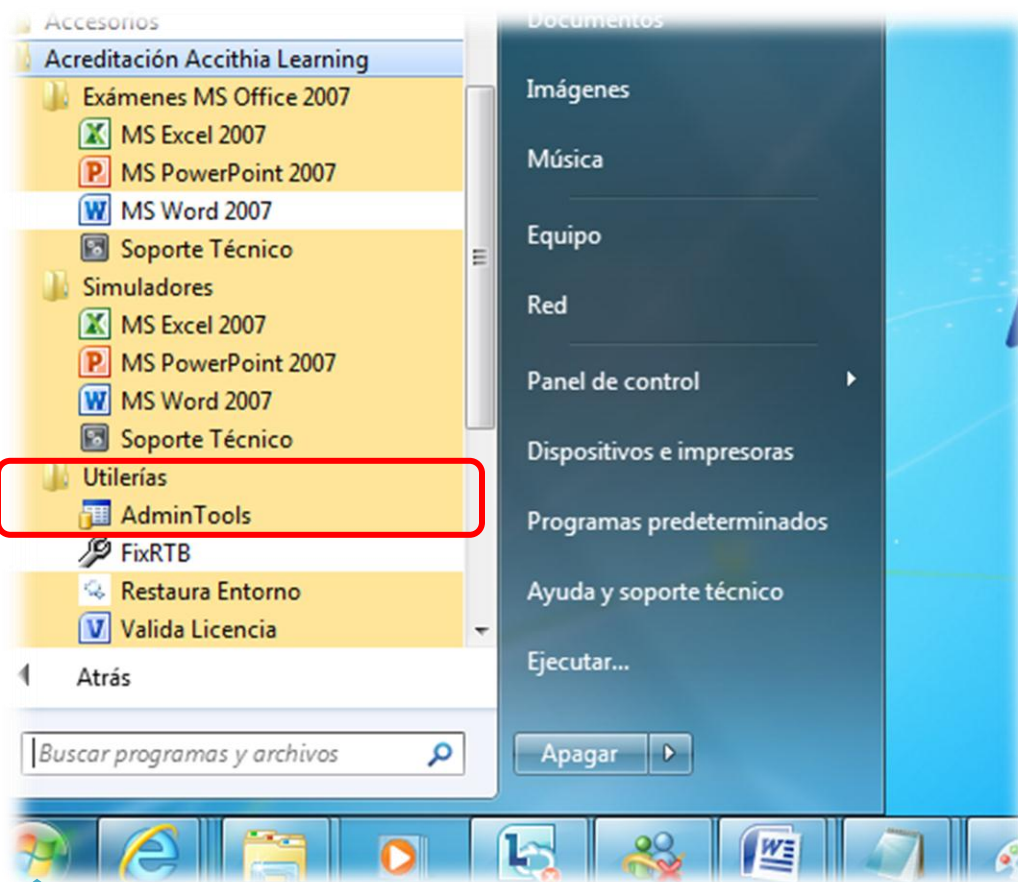 Accesorios
Acreditación Accithia Learning
Exámenes MS Office 2007
MS Excel 2007
MS PowerPoint 2007
MS Word 2007
Soporte Técnico
Simuladores
MS Excel 2007
MS PowerPoint 2007
MS Word 2007
Soporte Técnico
Utilerías
AdminTools
FixRTB
Restaura Entorno
Valida Licencia
Atrás
Buscar programas y archivos
Documentos
Imágenes
Música
Equipo
Red
Panel de control
Dispositivos e impresoras
Programas predeterminados
Ayuda y soporte técnico
Ejecutar...
Apagar